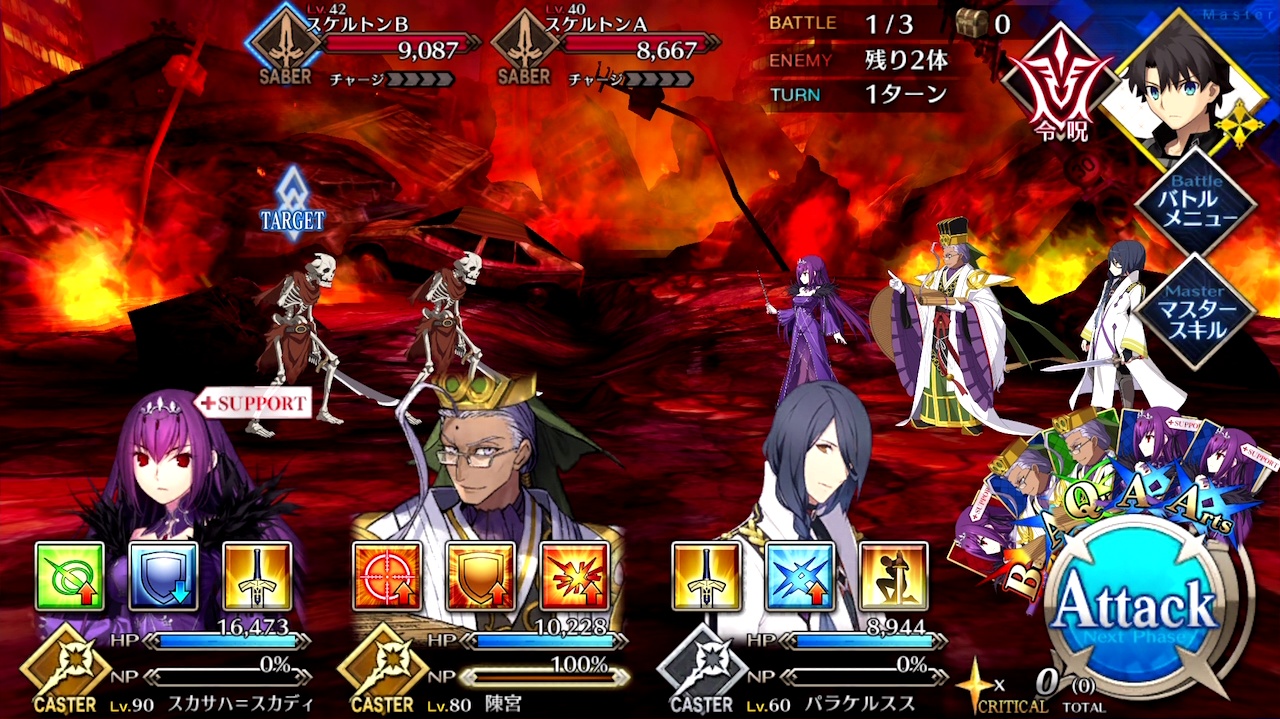 Lv.42
スケルトンB
9,087
SABER
チャージ
Lv.40
スケルトンA
8,667
SABER
チャージ
BATTLE 1/3
0
ENEMY 残り2体
TURN 1ターン
Master
令呪
Battle
バトル
メニュー
Master
マスター
スキル
TARGET
+SUPPORT
+SUPPORT
+SUPPORT
Q
A
Arts
Attack
Next Phase
HP 16,473
NP 0%
CASTER Lv.90 スカサハ=スカディ
HP 10,228
NP 100%
CASTER Lv.80 陳宮
HP 8,944
NP 0%
CASTER Lv.60 パラケルスス
x 0 (0)
CRITICAL TOTAL